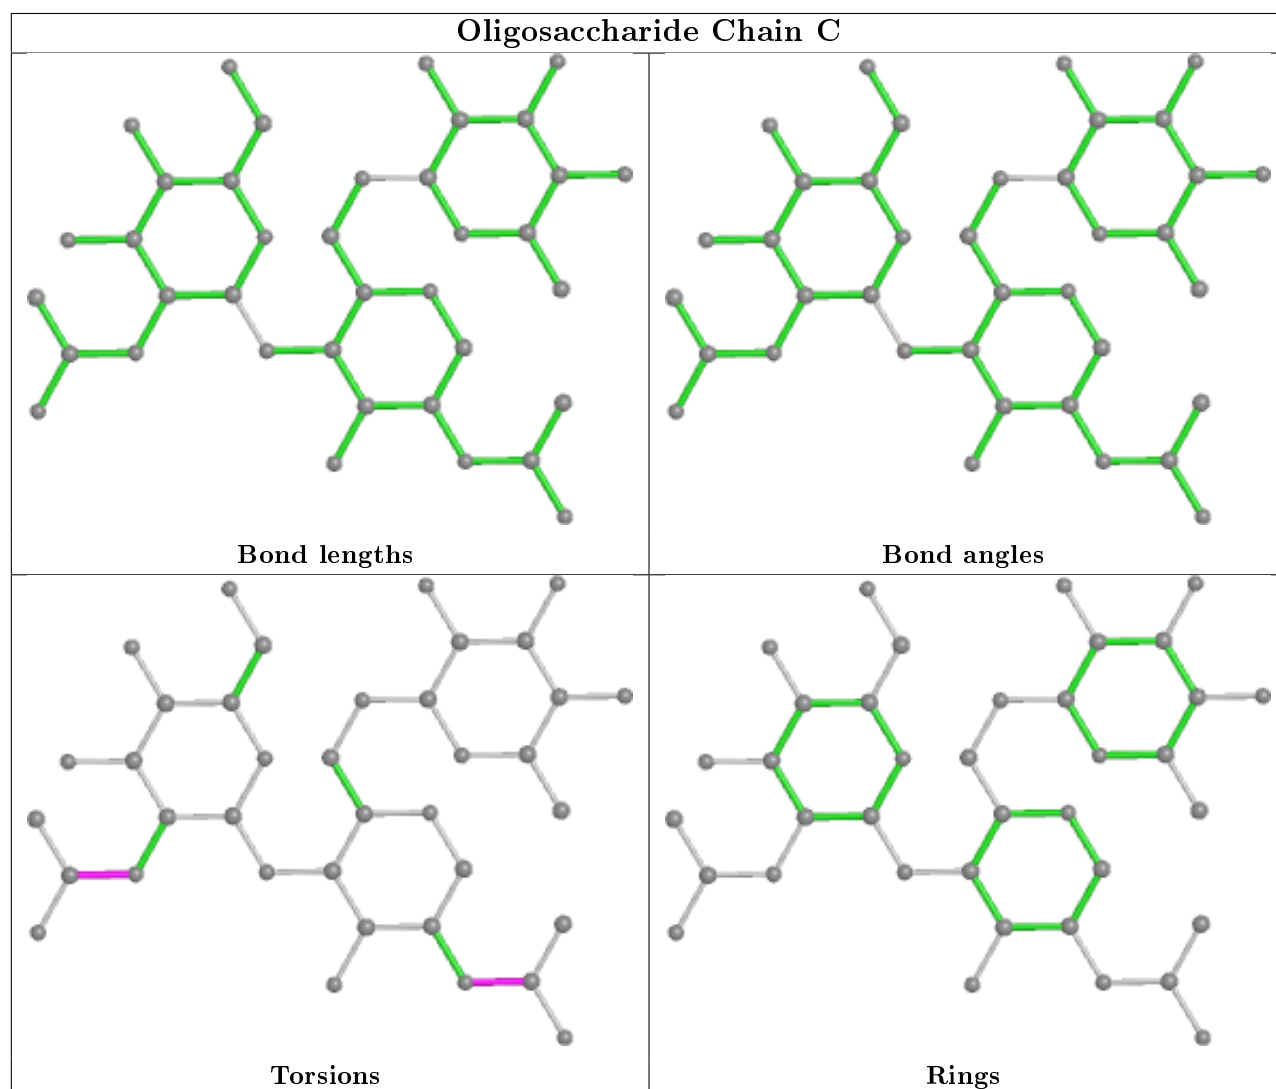 Oligosaccharide Chain C
Bond lengths
Bond angles
Torsions
Rings